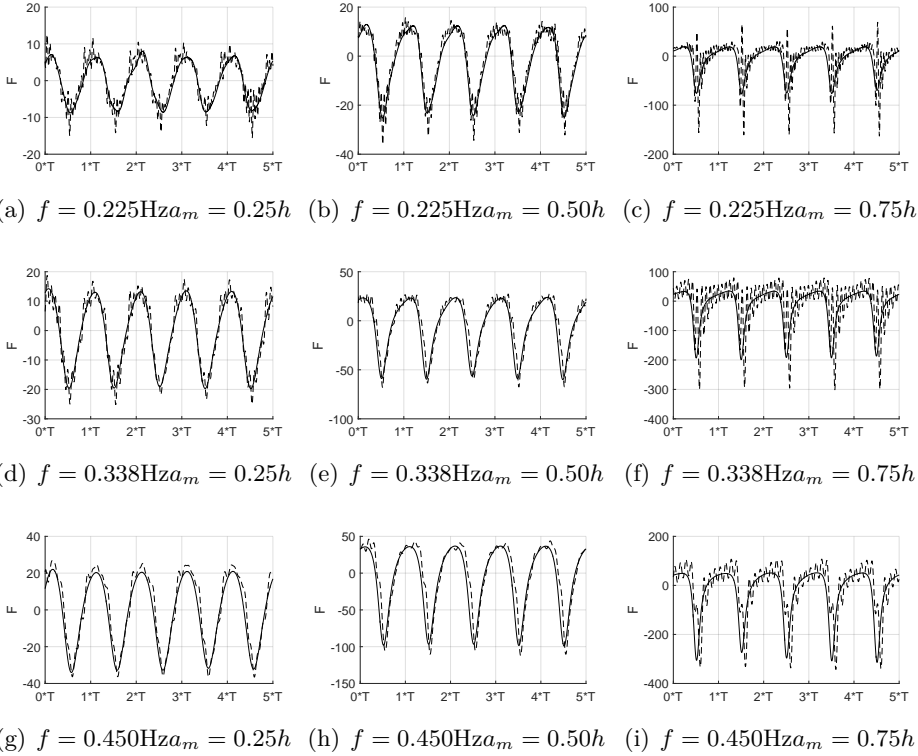 20
10
0
-10
-20
F
0*T 1*T 2*T 3*T 4*T 5*T
20
0
-20
-40
0*T 1*T 2*T 3*T 4*T 5*T
100
0
-100
-200
F
0*T 1*T 2*T 3*T 4*T 5*T
(a) f = 0.225Hza_m = 0.25h
(b) f = 0.225Hza_m = 0.50h
(c) f = 0.225Hza_m = 0.75h
20
10
0
-10
-20
-30
F
0*T 1*T 2*T 3*T 4*T 5*T
50
0
-50
-100
F
0*T 1*T 2*T 3*T 4*T 5*T
100
0
-100
-200
-300
-400
F
0*T 1*T 2*T 3*T 4*T 5*T
(d) f = 0.338Hza_m = 0.25h
(e) f = 0.338Hza_m = 0.50h
(f) f = 0.338Hza_m = 0.75h
40
20
0
-20
-40
F
0*T 1*T 2*T 3*T 4*T 5*T
50
0
-50
-100
-150
F
0*T 1*T 2*T 3*T 4*T 5*T
200
0
-200
-400
F
0*T 1*T 2*T 3*T 4*T 5*T
(g) f = 0.450Hza_m = 0.25h
(h) f = 0.450Hza_m = 0.50h
(i) f = 0.450Hza_m = 0.75h